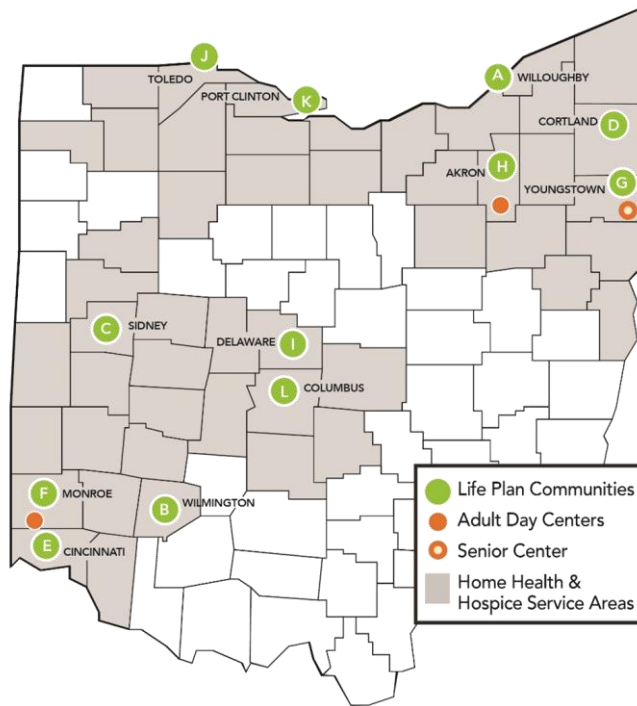 J
TOLEDO
PORT CLINTON
K
A
WILLOUGHBY
CORTLAND
D
AKRON
H
YOUNGSTOWN
G
C
SIDNEY
DELAWARE
I
L
COLUMBUS
F
MONROE
B
WILMINGTON
E
CINCINNATI
Life Plan Communities
Adult Day Centers
Senior Center
Home Health &
Hospice Service Areas